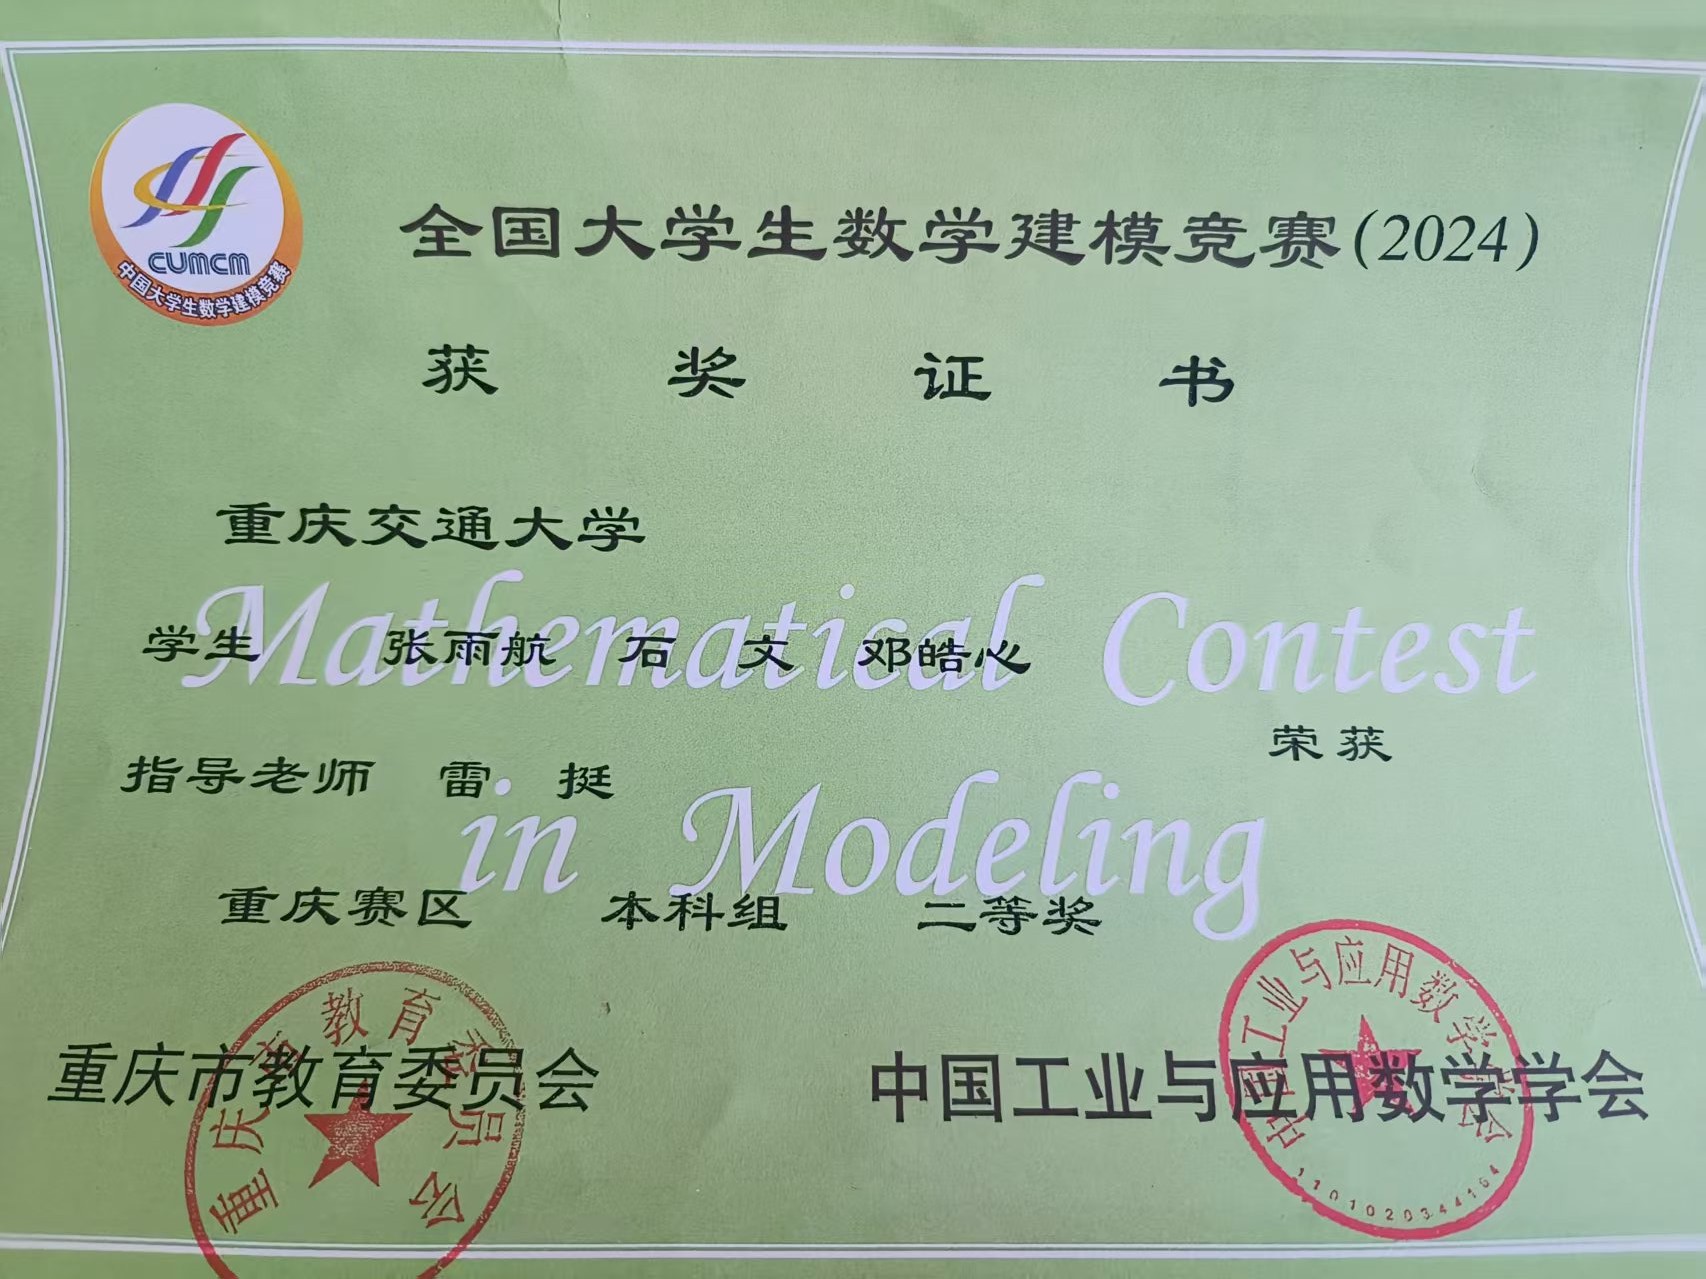 CUMCM
中国大学生数学建模竞赛
全国大学生数学建模竞赛(2024)
获奖证书
重庆交通大学
Mathematical Contest
学生 张雨航 石文 邓皓心
荣获
指导老师 雷挺
in Modeling
重庆赛区 本科组 二等奖
重庆市教育委员会
中国工业与应用数学学会
重庆市教育委员会
中国工业与应用数学学会
1101020344164